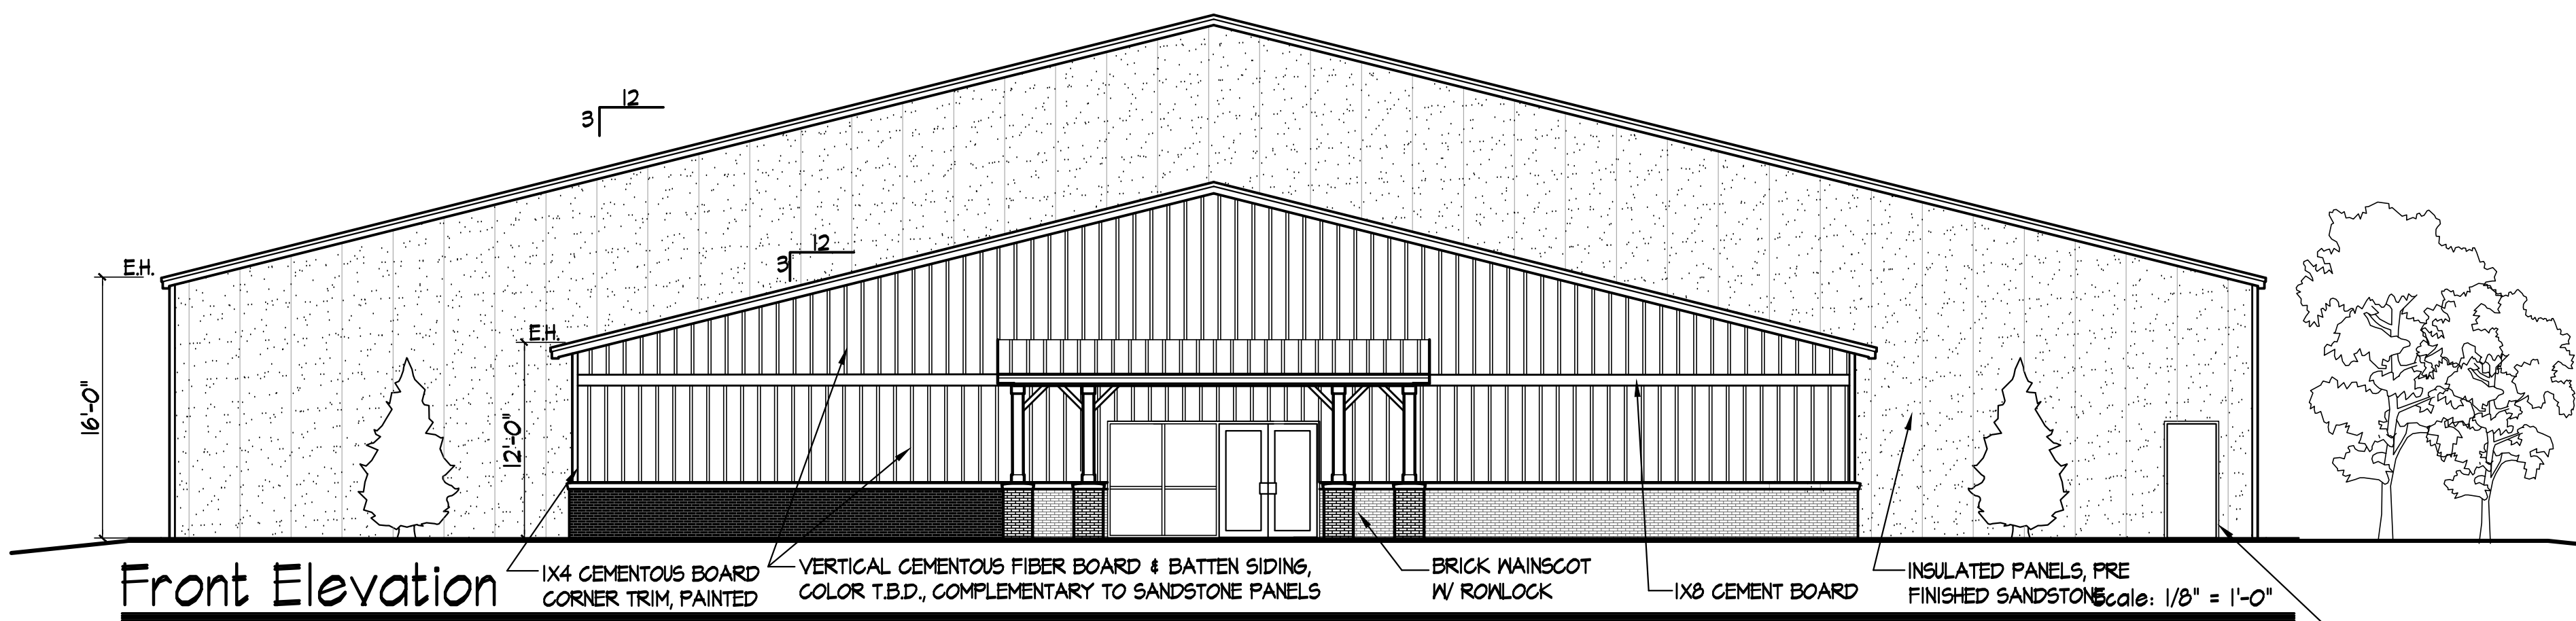 12
3
12
3
E.H.
E.H.
16'-0"
12'-0"
1X4 CEMENTOUS BOARD
CORNER TRIM, PAINTED
VERTICAL CEMENTOUS FIBER BOARD & BATTEN SIDING,
COLOR T.B.D., COMPLEMENTARY TO SANDSTONE PANELS
BRICK WAINSCOT
W/ ROWLOCK
1X8 CEMENT BOARD
INSULATED PANELS, PRE
FINISHED SANDSTONE
Front Elevation
Scale: 1/8" = 1'-0"